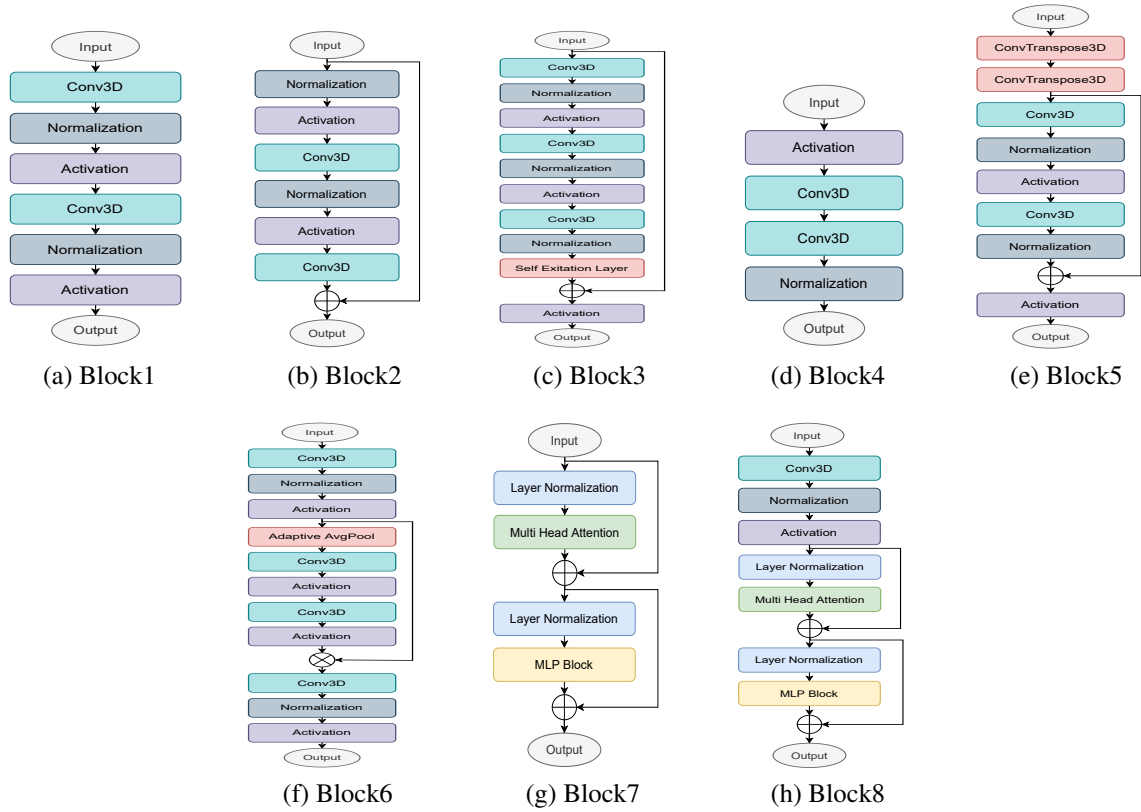 Input
Conv3D
Normalization
Activation
Conv3D
Normalization
Activation
Output
(a) Block1
Input
Normalization
Activation
Conv3D
Normalization
Activation
Conv3D
Output
(b) Block2
Input
Conv3D
Normalization
Activation
Conv3D
Normalization
Activation
Conv3D
Normalization
Self Exitation Layer
Activation
Output
(c) Block3
Input
Activation
Conv3D
Conv3D
Normalization
Output
(d) Block4
Input
ConvTranspose3D
ConvTranspose3D
Conv3D
Normalization
Activation
Conv3D
Normalization
Activation
Output
(e) Block5
Input
Conv3D
Normalization
Activation
Adaptive AvgPool
Conv3D
Activation
Conv3D
Activation
Conv3D
Normalization
Activation
Output
(f) Block6
Input
Layer Normalization
Multi Head Attention
Layer Normalization
MLP Block
Output
(g) Block7
Input
Conv3D
Normalization
Activation
Layer Normalization
Multi Head Attention
Layer Normalization
MLP Block
Output
(h) Block8